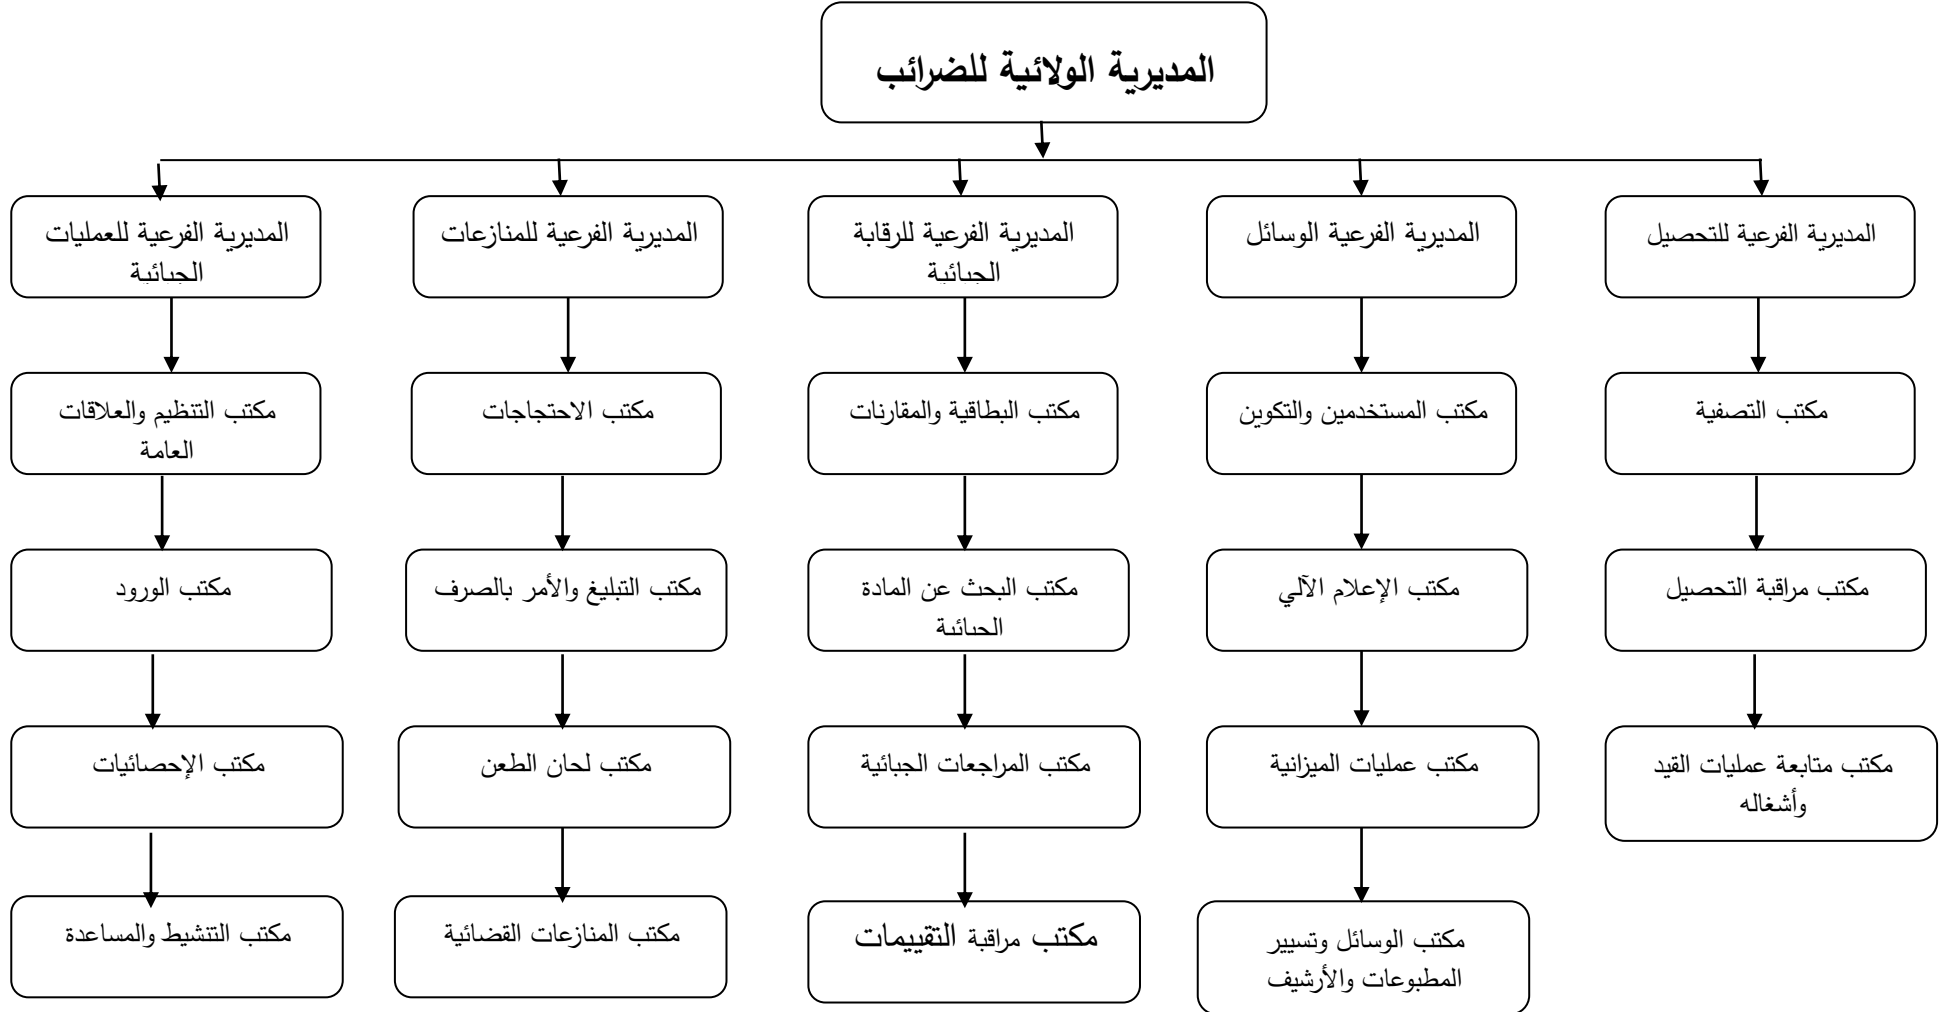 المديرية الولائية للضرائب
المديرية الفرعية للتحصيل
المديرية الفرعية الوسائل
المديرية الفرعية للرقابة
الجبائية
المديرية الفرعية للمنازعات
المديرية الفرعية للعمليات
الجبائية
مكتب التصفية
مكتب المستخدمين والتكوين
مكتب البطاقية والمقارنات
مكتب الاحتجاجات
مكتب التنظيم والعلاقات
العامة
مكتب مراقبة التحصيل
مكتب الإعلام الآلي
مكتب البحث عن المادة
الجبائية
مكتب التبليغ والأمر بالصرف
مكتب الورود
مكتب متابعة عمليات القيد
وأشغاله
مكتب عمليات الميزانية
مكتب المراجعات الجبائية
مكتب لحان الطعن
مكتب الإحصائيات
مكتب الوسائل وتسيير
المطبوعات والأرشيف
مكتب مراقبة التقييمات
مكتب المنازعات القضائية
مكتب التنشيط والمساعدة